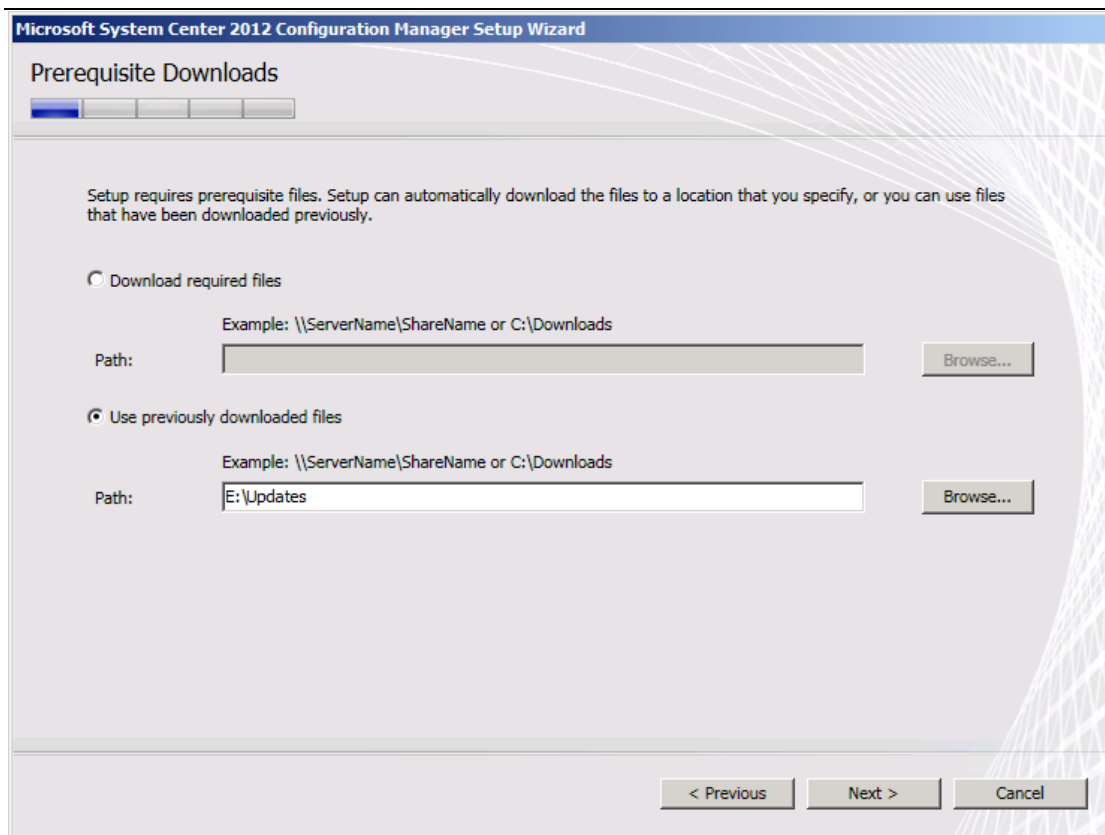 Microsoft System Center 2012 Configuration Manager Setup Wizard
Prerequisite Downloads
Setup requires prerequisite files. Setup can automatically download the files to a location that you specify, or you can use files
that have been downloaded previously.
Download required files
Example: \\ServerName\ShareName or C:\Downloads
Path:
Browse...
Use previously downloaded files
Example: \\ServerName\ShareName or C:\Downloads
Path:
E:\Updates
Browse...
< Previous
Next >
Cancel